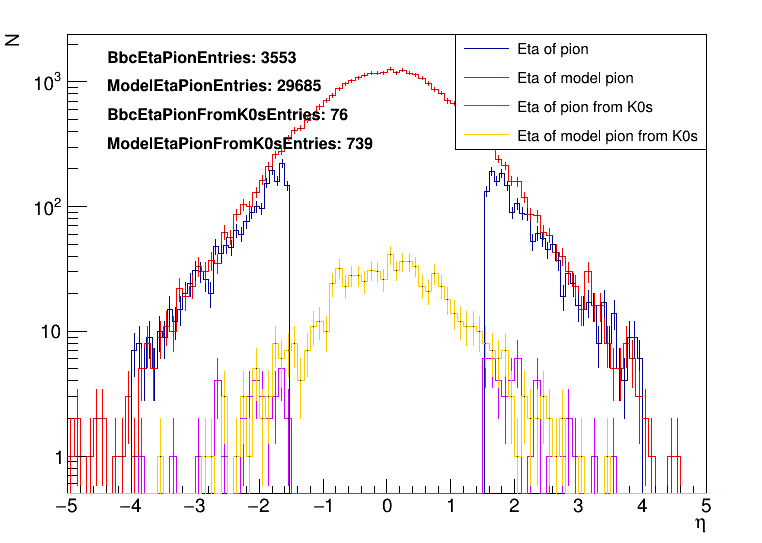 N
BbcEtaPionEntries: 3553
ModelEtaPionEntries: 29685
BbcEtaPionFromK0sEntries: 76
ModelEtaPionFromK0sEntries: 739
Eta of pion
Eta of model pion
Eta of pion from K0s
Eta of model pion from K0s
10³
10²
10
1
−5 −4 −3 −2 −1 0 1 2 3 4 5
η